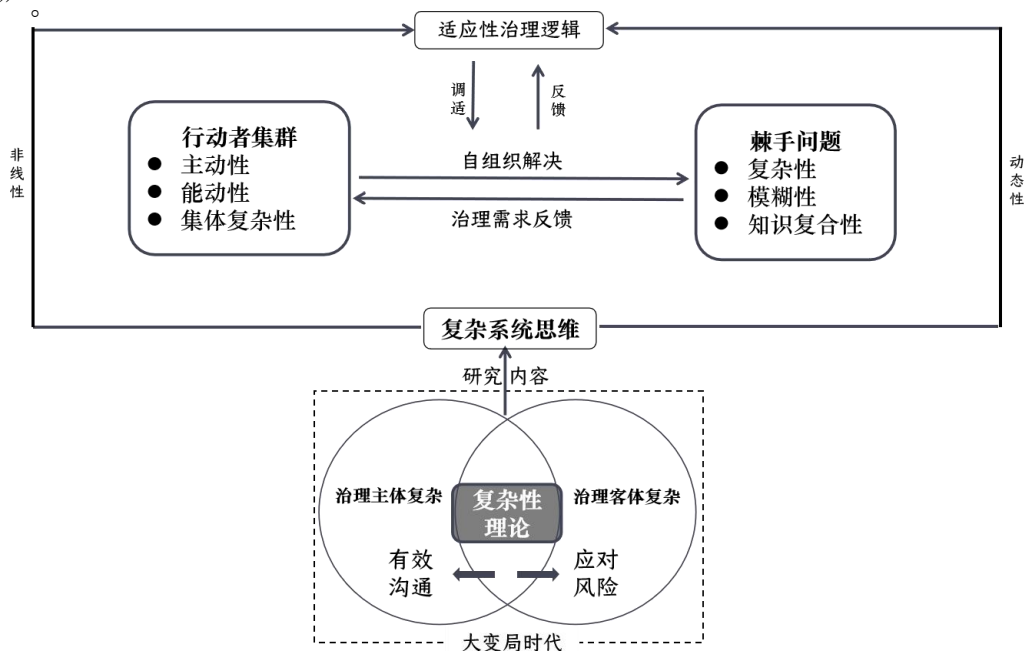 。
适应性治理逻辑
调适
反馈
行动者集群
● 主动性
● 能动性
● 集体复杂性
自组织解决
治理需求反馈
棘手问题
● 复杂性
● 模糊性
● 知识复合性
非线性
动态性
复杂系统思维
研究内容
治理主体复杂
复杂性
理论
治理客体复杂
有效
沟通
应对
风险
大变局时代